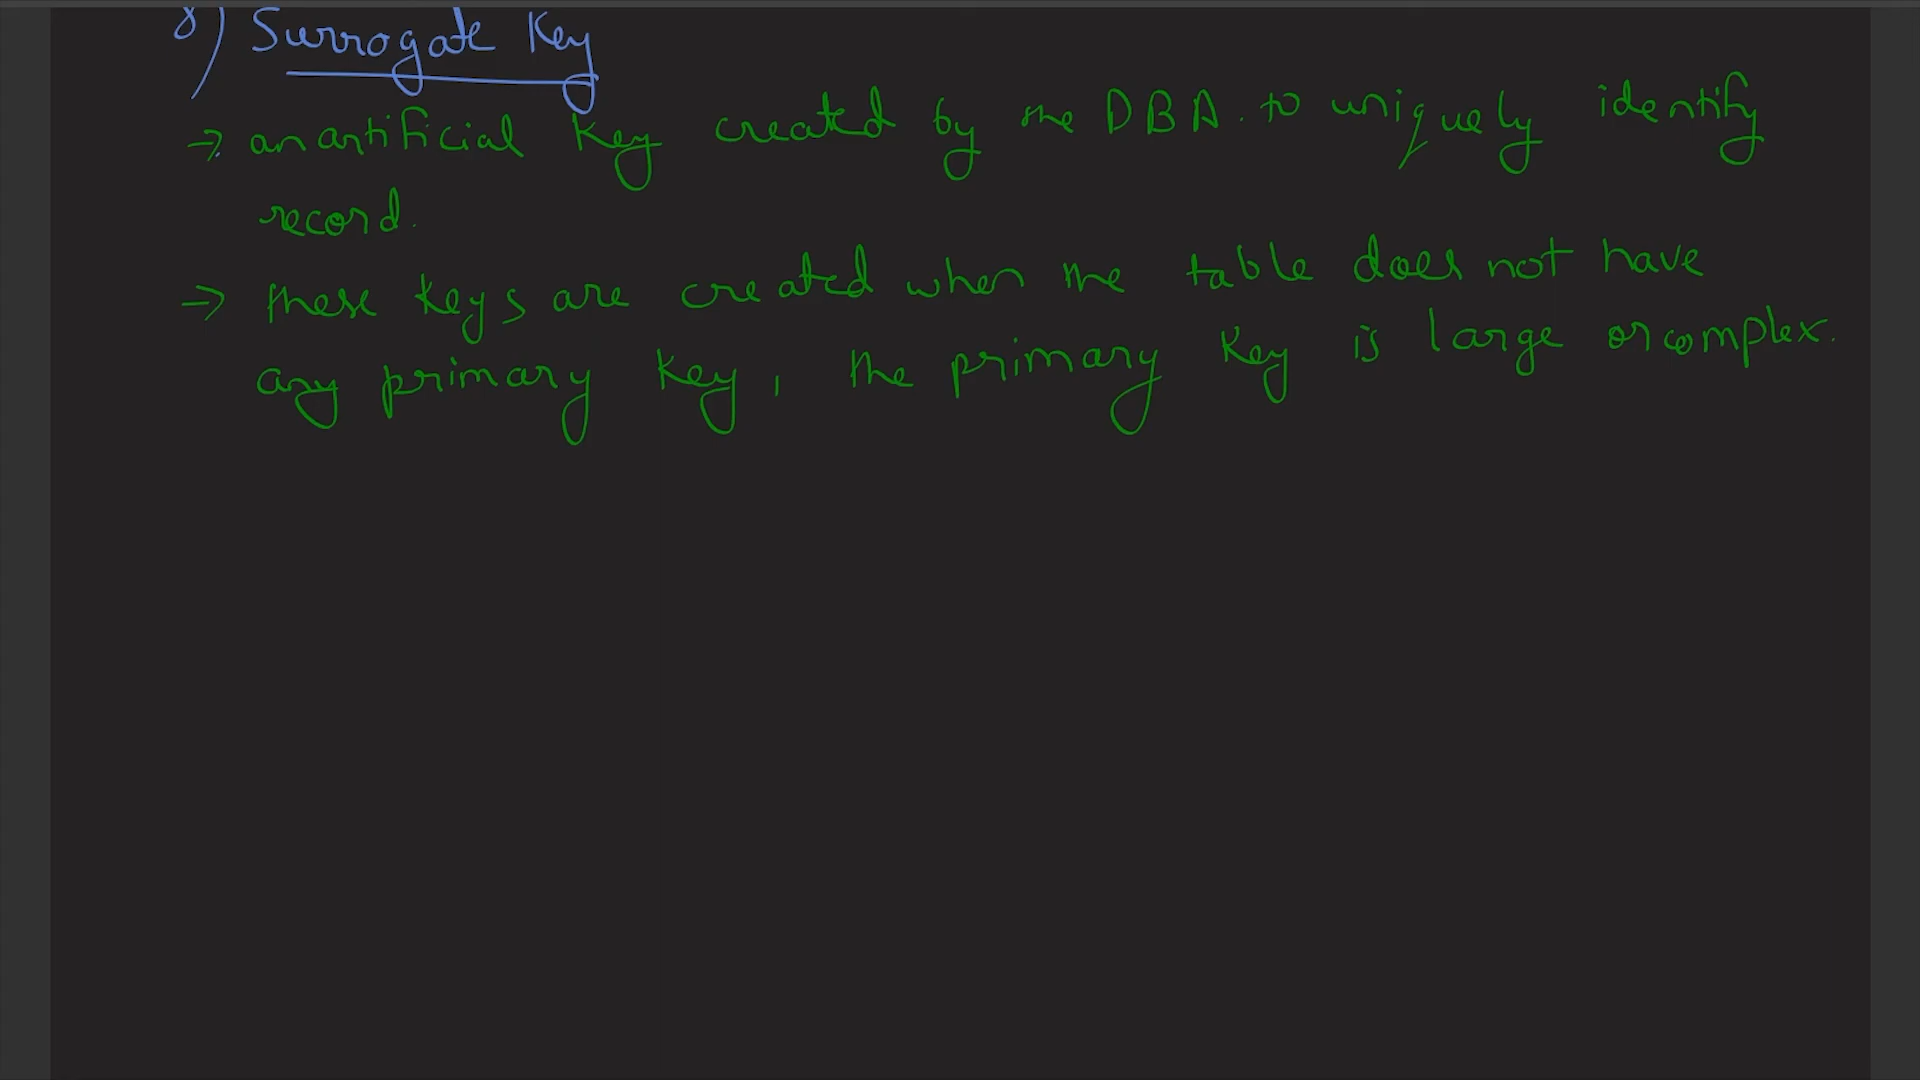 8) Surrogate Key
→ an artificial key created by the DBA. to uniquely identify
record.
→ these keys are created when the table does not have
any primary key, the primary key is large or complex.